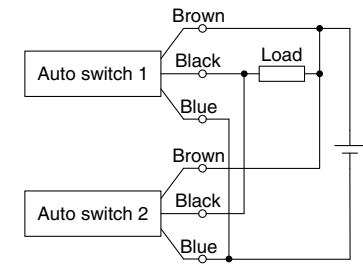 Brown
Auto switch 1
Black
Load
Blue
Brown
Auto switch 2
Black
Blue